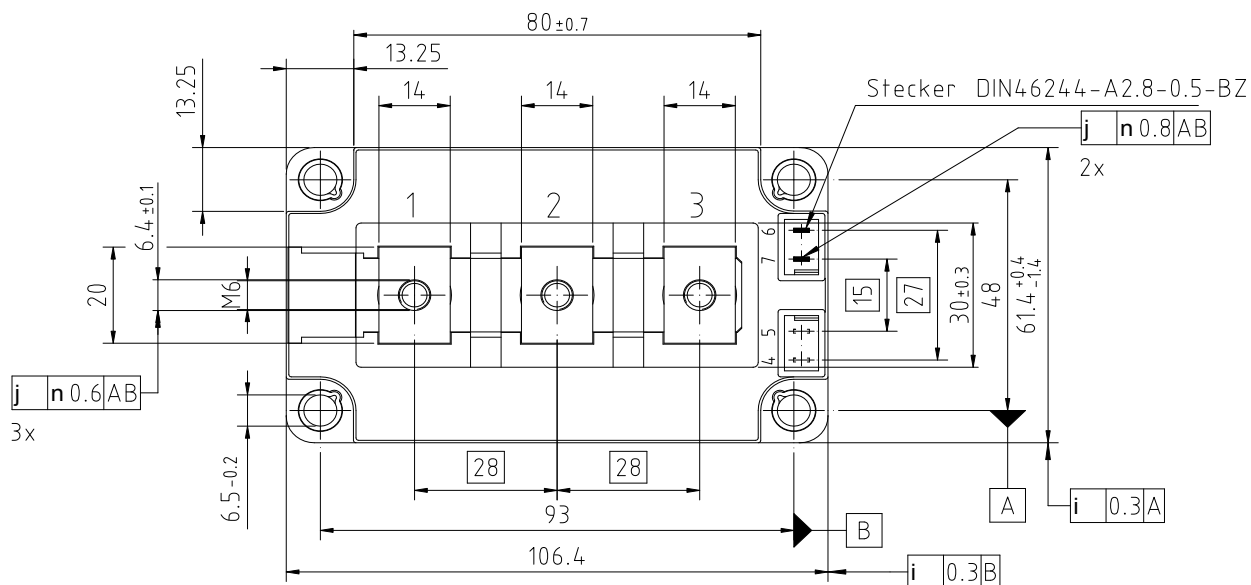 80±0.7
13.25
13.25
14
14
14
Stecker DIN46244-A2.8-0.5-BZ
j n 0.8 AB
2x
1
2
3
6
7
5
4
6.4 ±0.1
M6
20
15
27
30±0.3
48
61.4 +0.4 -1.4
j n 0.6 AB
3x
6.5-0.2
28
28
93
106.4
A
B
i 0.3 A
i 0.3 B